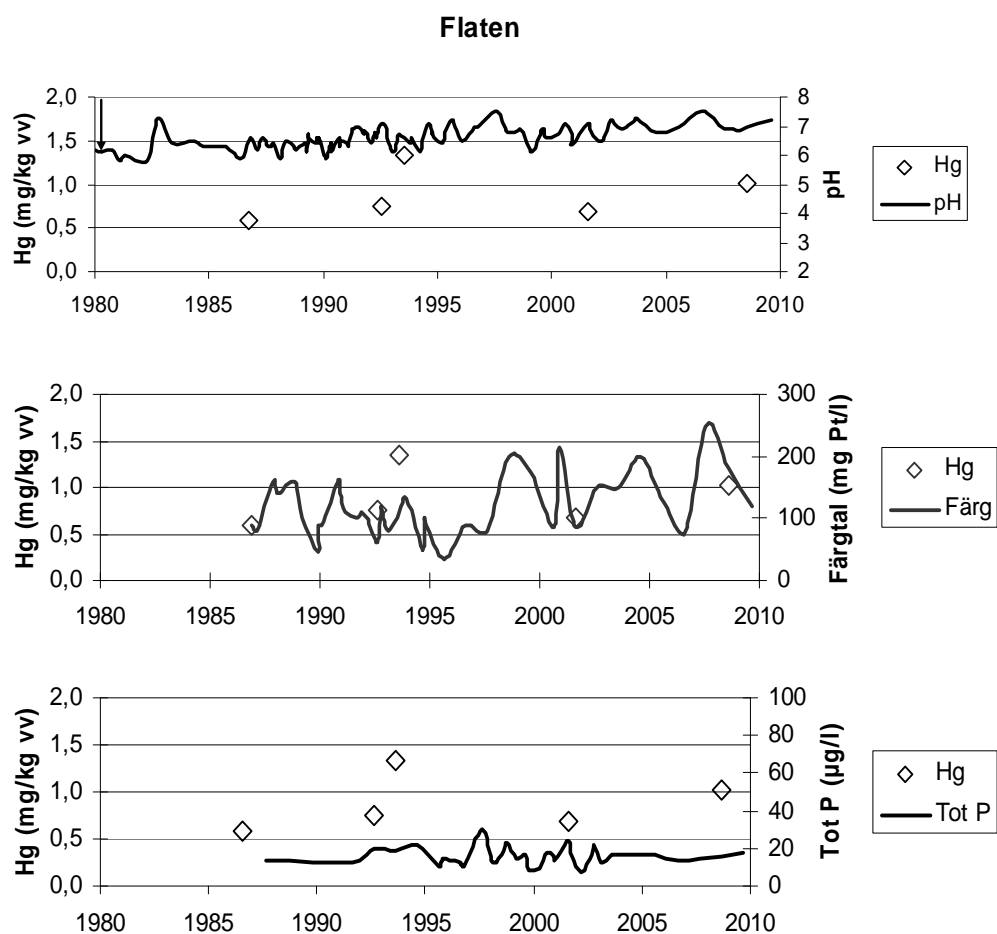 Flaten
Hg (mg/kg vv)
2,0
1,5
1,0
0,5
0,0
1980 1985 1990 1995 2000 2005 2010
8
7
6
5
4
3
2
pH
Hg
pH
Hg (mg/kg vv)
2,0
1,5
1,0
0,5
0,0
1980 1985 1990 1995 2000 2005 2010
300
200
100
0
Färgtal (mg Pt/l)
Hg
Färg
Hg (mg/kg vv)
2,0
1,5
1,0
0,5
0,0
1980 1985 1990 1995 2000 2005 2010
100
80
60
40
20
0
Tot P (µg/l)
Hg
Tot P